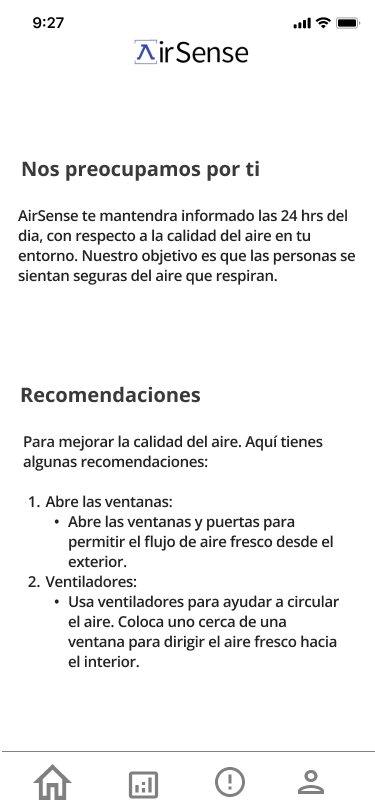 9:27
AirSense
Nos preocupamos por ti
AirSense te mantendra informado las 24 hrs del
dia, con respecto a la calidad del aire en tu
entorno. Nuestro objetivo es que las personas se
sientan seguras del aire que respiran.
Recomendaciones
Para mejorar la calidad del aire. Aquí tienes
algunas recomendaciones:
1. Abre las ventanas:
• Abre las ventanas y puertas para
permitir el flujo de aire fresco desde el
exterior.
2. Ventiladores:
• Usa ventiladores para ayudar a circular
el aire. Coloca uno cerca de una
ventana para dirigir el aire fresco hacia
el interior.